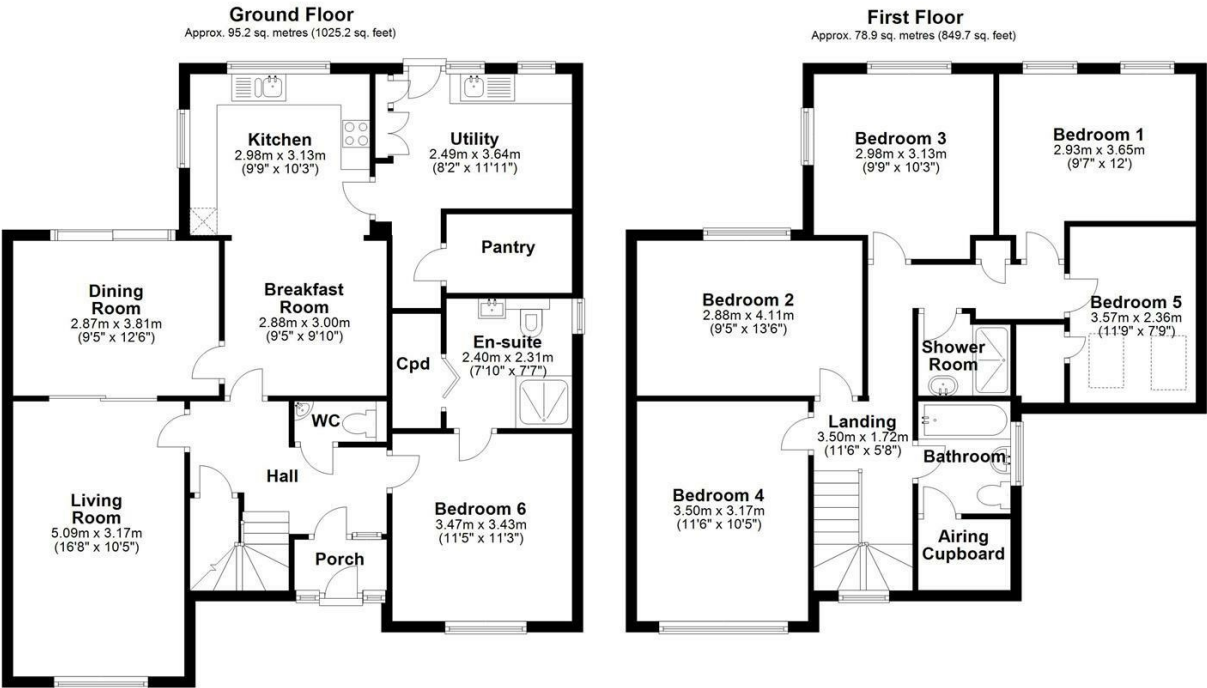 Ground Floor
Approx. 95.2 sq. metres (1025.2 sq. feet)
Kitchen
2.98m x 3.13m
(9'9" x 10'3")
Utility
2.49m x 3.64m
(8'2" x 11'11")
Pantry
Dining
Room
2.87m x 3.81m
(9'5" x 12'6")
Breakfast
Room
2.88m x 3.00m
(9'5" x 9'10")
Cpd
En-suite
2.40m x 2.31m
(7'10" x 7'7")
WC
Hall
Living
Room
5.09m x 3.17m
(16'8" x 10'5")
Bedroom 6
3.47m x 3.43m
(11'5" x 11'3")
Porch
First Floor
Approx. 78.9 sq. metres (849.7 sq. feet)
Bedroom 3
2.98m x 3.13m
(9'9" x 10'3")
Bedroom 1
2.93m x 3.65m
(9'7" x 12')
Bedroom 2
2.88m x 4.11m
(9'5" x 13'6")
Bedroom 5
3.57m x 2.36m
(11'9" x 7'9")
Shower
Room
Landing
3.50m x 1.72m
(11'6" x 5'8")
Bathroom
Bedroom 4
3.50m x 3.17m
(11'6" x 10'5")
Airing
Cupboard